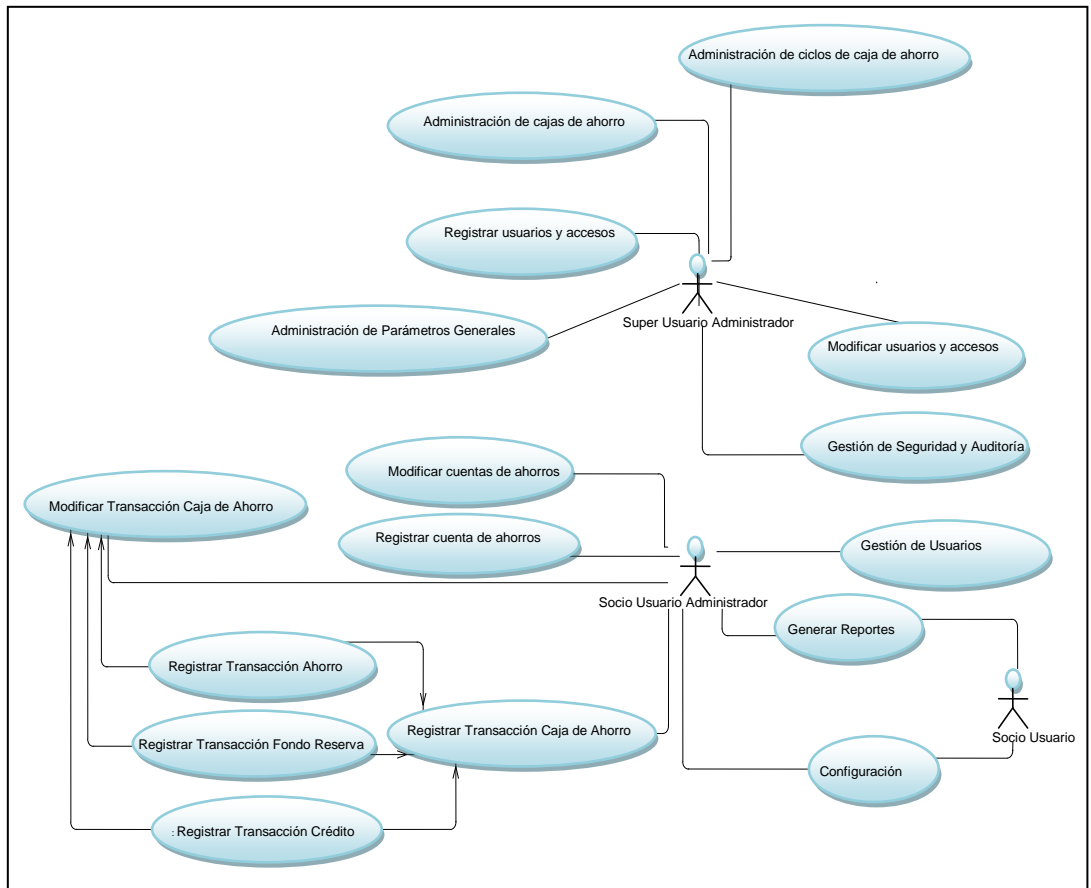 Administración de ciclos de caja de ahorro
Administración de cajas de ahorro
Registrar usuarios y accesos
Super Usuario Administrador
Administración de Parámetros Generales
Modificar usuarios y accesos
Gestión de Seguridad y Auditoría
Modificar cuentas de ahorros
Modificar Transacción Caja de Ahorro
Registrar cuenta de ahorros
Gestión de Usuarios
Socio Usuario Administrador
Generar Reportes
Registrar Transacción Ahorro
Registrar Transacción Caja de Ahorro
Socio Usuario
Registrar Transacción Fondo Reserva
Configuración
: Registrar Transacción Crédito